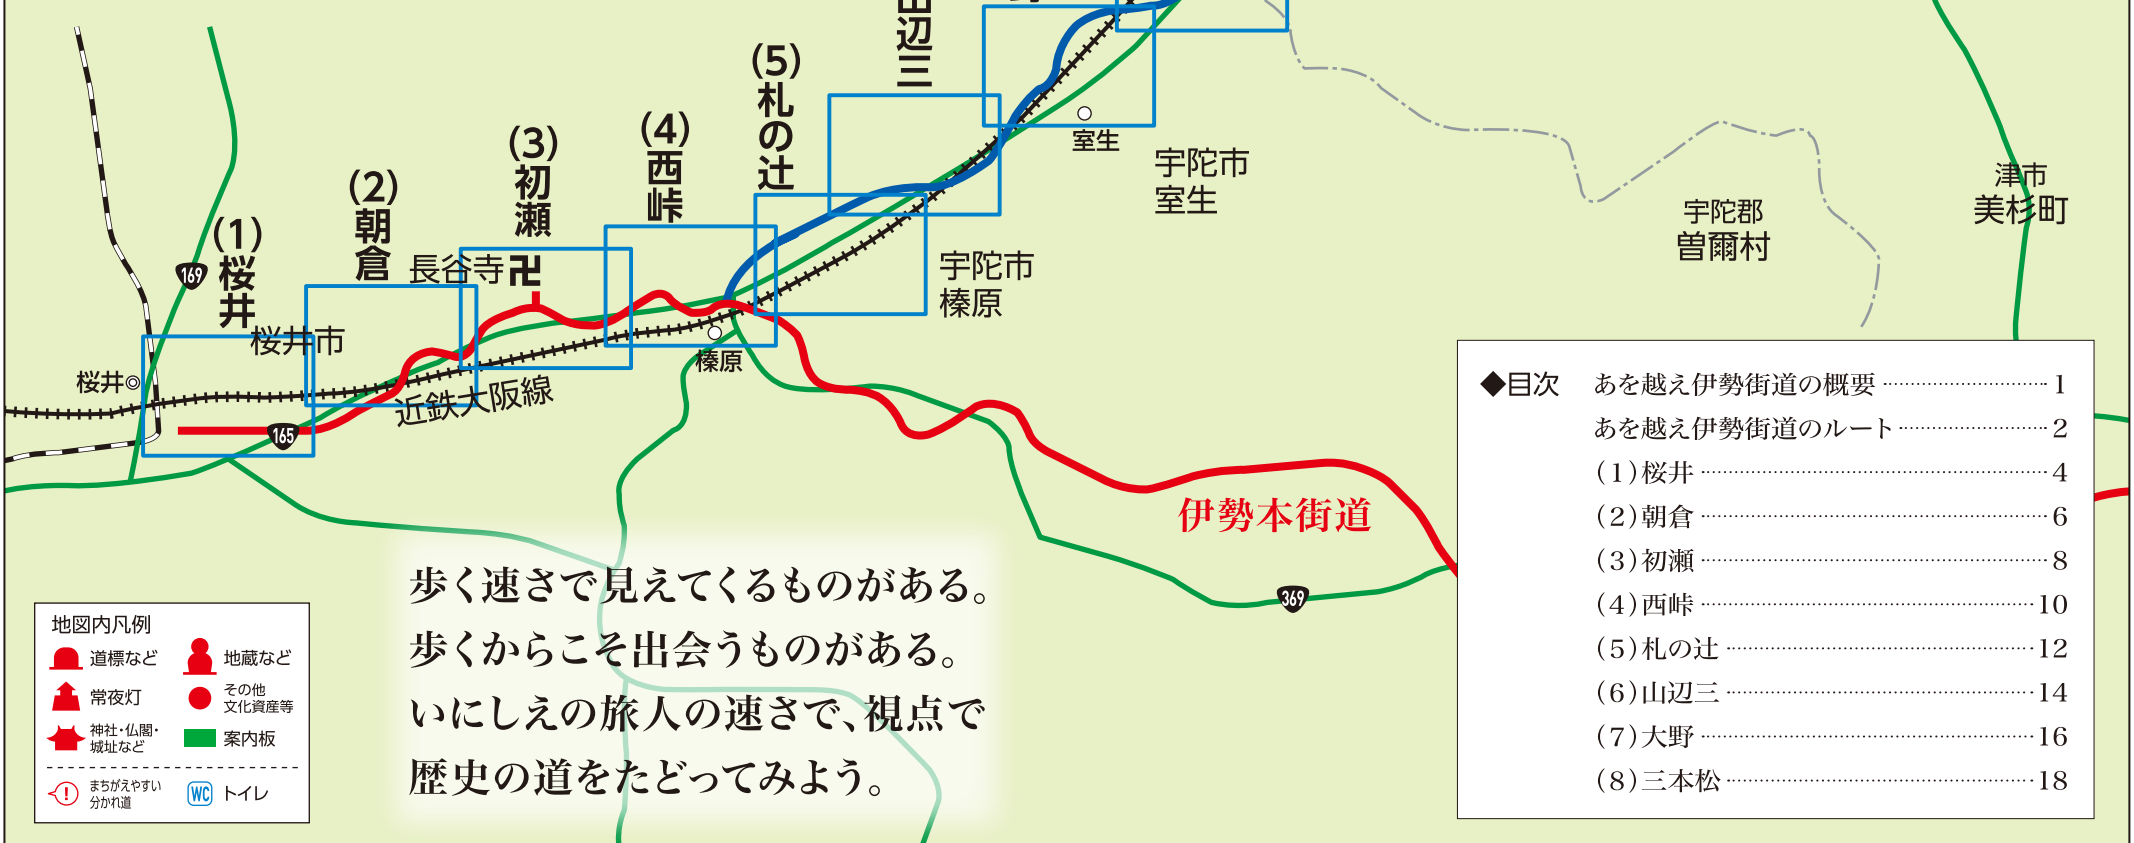 山辺三
(5)札の辻
(4)西峠
(3)初瀬
(2)朝倉
(1)桜井
169
長谷寺
室生
宇陀市
室生
宇陀市
榛原
津市
美杉町
宇陀郡
曽爾村
桜井市
桜井
榛原
近鉄大阪線
165
伊勢本街道
369
歩く速さで見えてくるものがある。
歩くからこそ出会うものがある。
いにしえの旅人の速さで、視点で
歴史の道をたどってみよう。
地図内凡例
道標など
地蔵など
常夜灯
その他
文化資産等
神社・仏閣・
城址など
案内板
まちがえやすい
分かれ道
WC トイレ
◆目次
あを越え伊勢街道の概要 1
あを越え伊勢街道のルート 2
(1)桜井 4
(2)朝倉 6
(3)初瀬 8
(4)西峠 10
(5)札の辻 12
(6)山辺三 14
(7)大野 16
(8)三本松 18